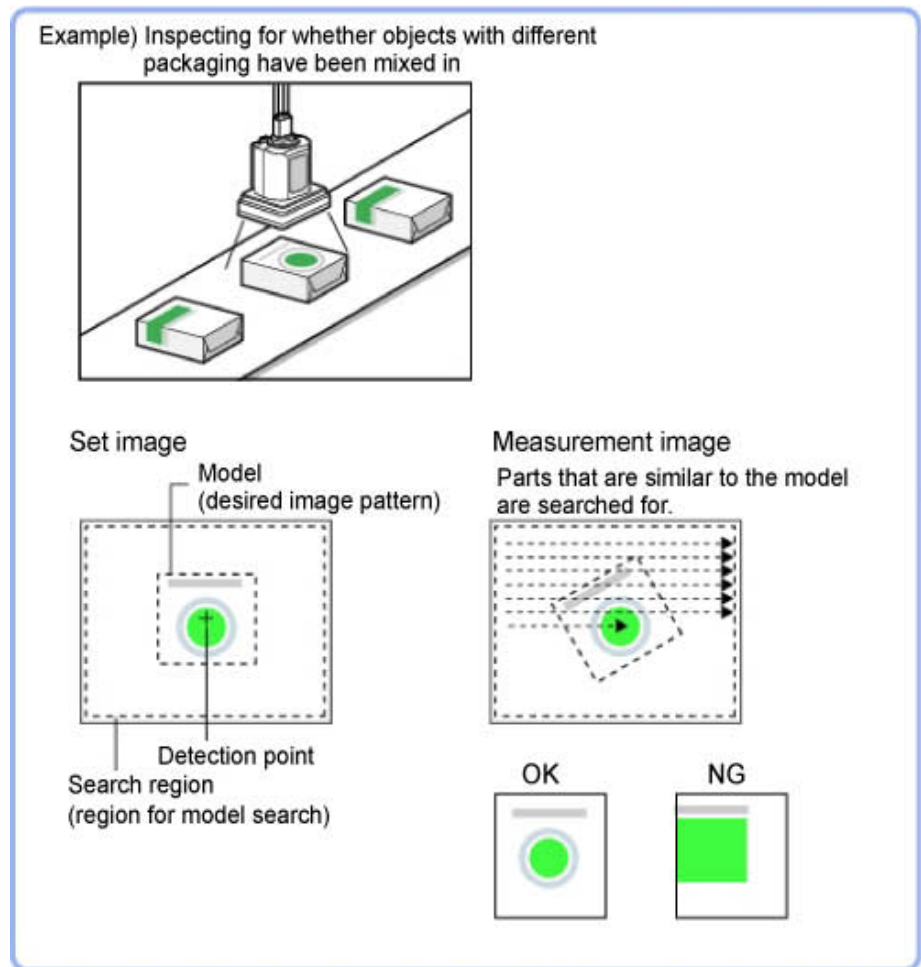 Example) Inspecting for whether objects with different
packaging have been mixed in
Set image
Model
(desired image pattern)
Detection point
Search region
(region for model search)
Measurement image
Parts that are similar to the model
are searched for.
OK
NG